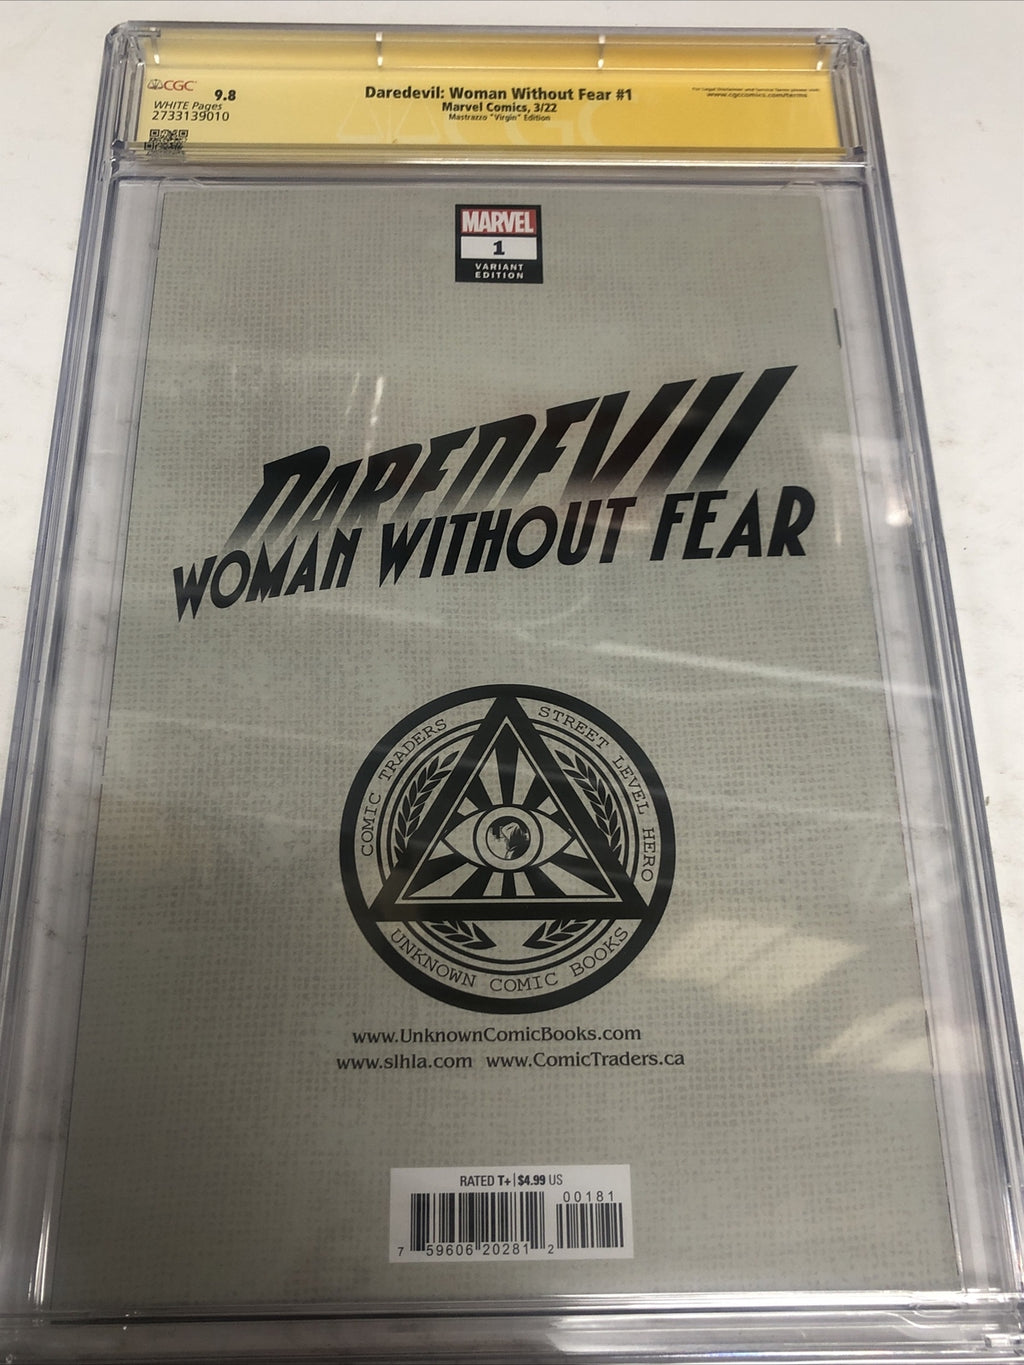 CGC
9.8
WHITE Pages
2733139010
Daredevil: Woman Without Fear #1
Marvel Comics, 3/22
Mastrazzo "Virgin" Edition
www.cgccomics.com/terms
MARVEL
1
VARIANT
EDITION
DAREDEVIL
WOMAN WITHOUT FEAR
COMIC TRADERS
STREET LEVEL HERO
UNKNOWN COMIC BOOKS
www.UnknownComicBooks.com
www.slhla.com www.ComicTraders.ca
RATED T+ $4.99 US
00181
7 59606 20281 2